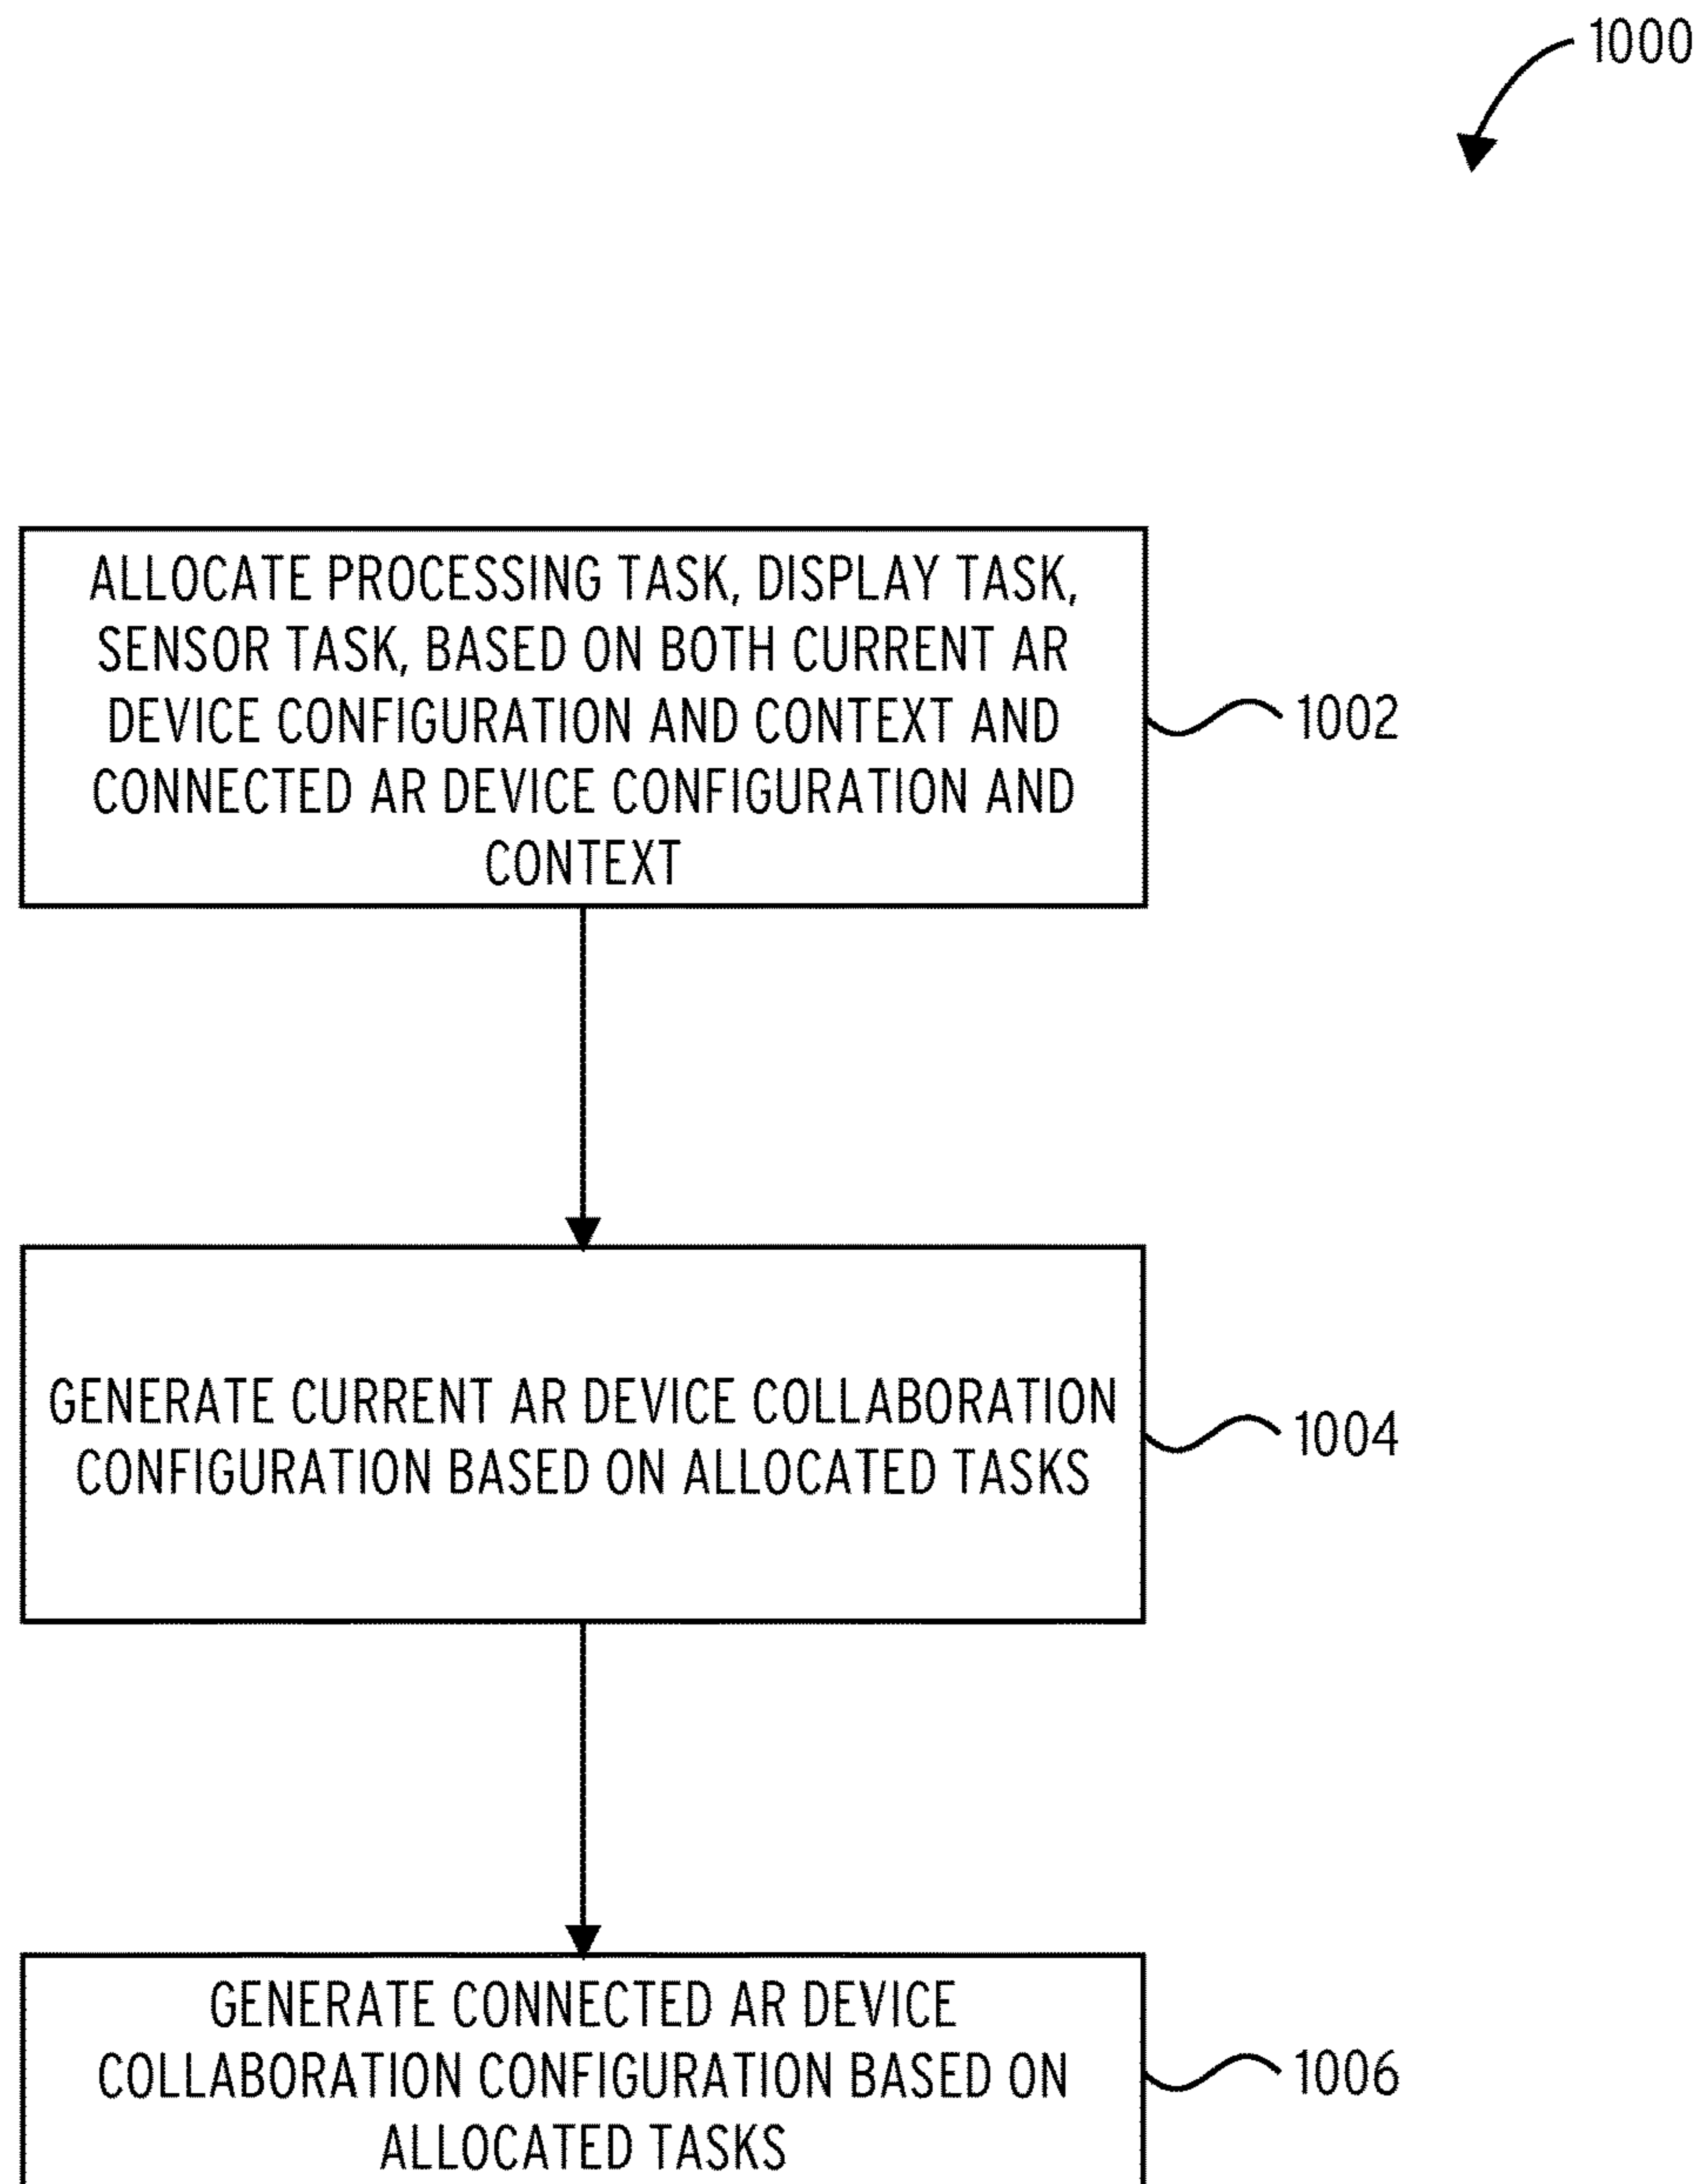 1000
ALLOCATE PROCESSING TASK, DISPLAY TASK,
SENSOR TASK, BASED ON BOTH CURRENT AR
DEVICE CONFIGURATION AND CONTEXT AND
CONNECTED AR DEVICE CONFIGURATION AND
CONTEXT
1002
GENERATE CURRENT AR DEVICE COLLABORATION
CONFIGURATION BASED ON ALLOCATED TASKS
1004
GENERATE CONNECTED AR DEVICE
COLLABORATION CONFIGURATION BASED ON
ALLOCATED TASKS
1006